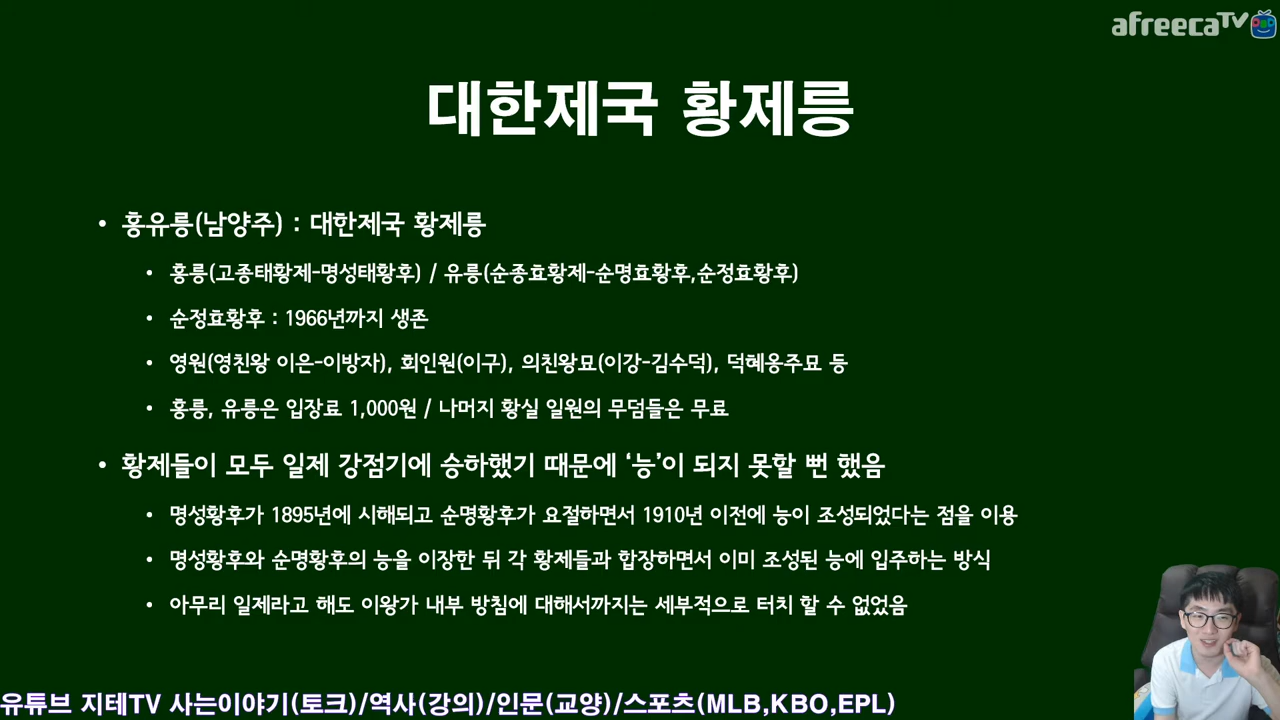 afreecaTV
대한제국 황제릉
• 홍유릉(남양주) : 대한제국 황제릉
• 홍릉(고종태황제-명성태황후) / 유릉(순종효황제-순명효황후,순정효황후)
• 순정효황후 : 1966년까지 생존
• 영원(영친왕 이은-이방자), 회인원(이구), 의친왕묘(이강-김수덕), 덕혜옹주묘 등
• 홍릉, 유릉은 입장료 1,000원 / 나머지 황실 일원의 무덤들은 무료
• 황제들이 모두 일제 강점기에 승하했기 때문에 ‘능’이 되지 못할 뻔 했음
• 명성황후가 1895년에 시해되고 순명황후가 요절하면서 1910년 이전에 능이 조성되었다는 점을 이용
• 명성황후와 순명황후의 능을 이장한 뒤 각 황제들과 합장하면서 이미 조성된 능에 입주하는 방식
• 아무리 일제라고 해도 이왕가 내부 방침에 대해서까지는 세부적으로 터치 할 수 없었음
유튜브 지테TV 사는이야기(토크)/역사(강의)/인문(교양)/스포츠(MLB,KBO,EPL)